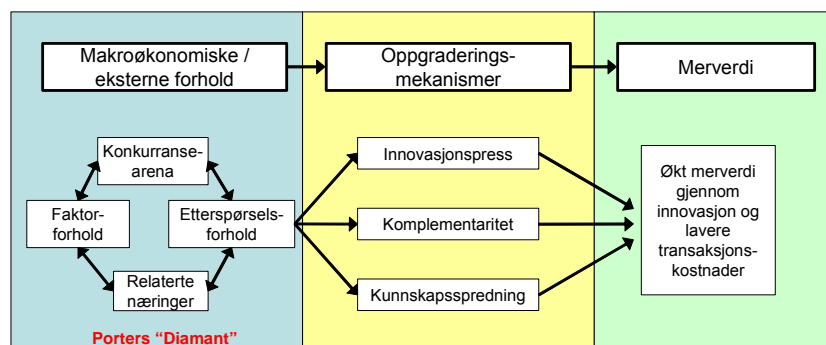 Makroøkonomiske /
eksterne forhold
Oppgraderings-
mekanismer
Merverdi
Konkurranse-
arena
Faktor-
forhold
Etterspørsels-
forhold
Relaterte
næringer
Porters “Diamant”
Innovasjonspress
Komplementaritet
Kunnskapsspredning
Økt merverdi
gjennom
innovasjon og
lavere
transaksjons-
kostnader